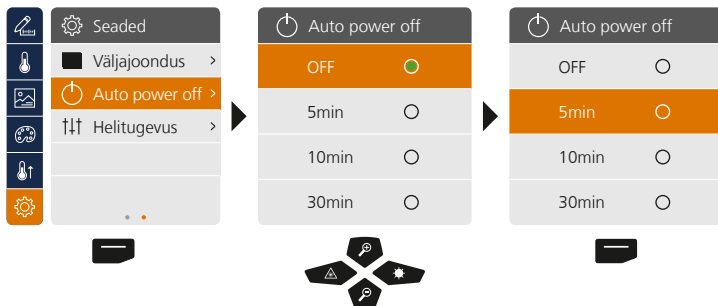 Seaded
Väljajoondus
Auto power off
Helitugevus
Auto power off
OFF
5min
10min
30min
Auto power off
OFF
5min
10min
30min